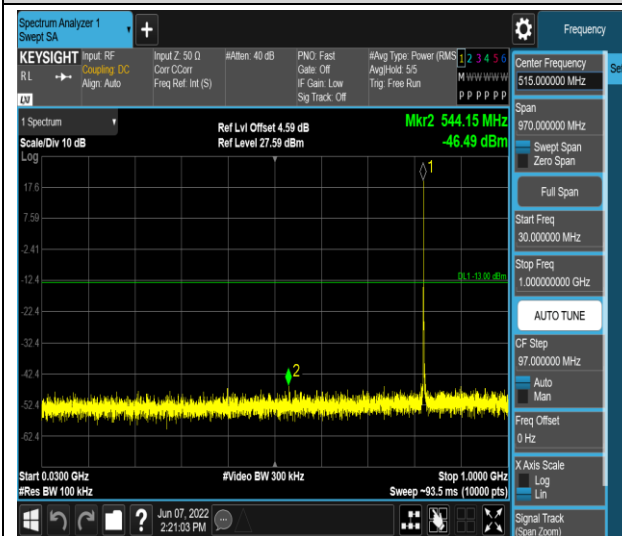 Spectrum Analyzer 1
Swept SA
+
Frequency
KEYSIGHT
RL
LXI
Input: RF
Coupling: DC
Align: Auto
Input Z: 50 Ω
Corr CCorr
Freq Ref: Int (S)
#Atten: 40 dB
PNO: Fast
Gate: Off
IF Gain: Low
Sig Track: Off
#Avg Type: Power (RMS
Avg|Hold: 5/5
Trig: Free Run
1 2 3 4 5 6
M W W W W W
P P P P P P
1 Spectrum
Scale/Div 10 dB
Log
Ref Lvl Offset 4.59 dB
Ref Level 27.59 dBm
Mkr2 544.15 MHz
-46.49 dBm
1
17.6
7.59
-2.41
-12.4
DL1 -13.00 dBm
-22.4
-32.4
-42.4
2
-52.4
-62.4
Start 0.0300 GHz
#Video BW 300 kHz
Stop 1.0000 GHz
#Res BW 100 kHz
Sweep ~93.5 ms (10000 pts)
?
Jun 07, 2022
2:21:03 PM
Center Frequency
515.000000 MHz
Set
Span
970.000000 MHz
Swept Span
Zero Span
Full Span
Start Freq
30.000000 MHz
Stop Freq
1.000000000 GHz
AUTO TUNE
CF Step
97.000000 MHz
Auto
Man
Freq Offset
0 Hz
X Axis Scale
Log
Lin
Signal Track
(Span Zoom)